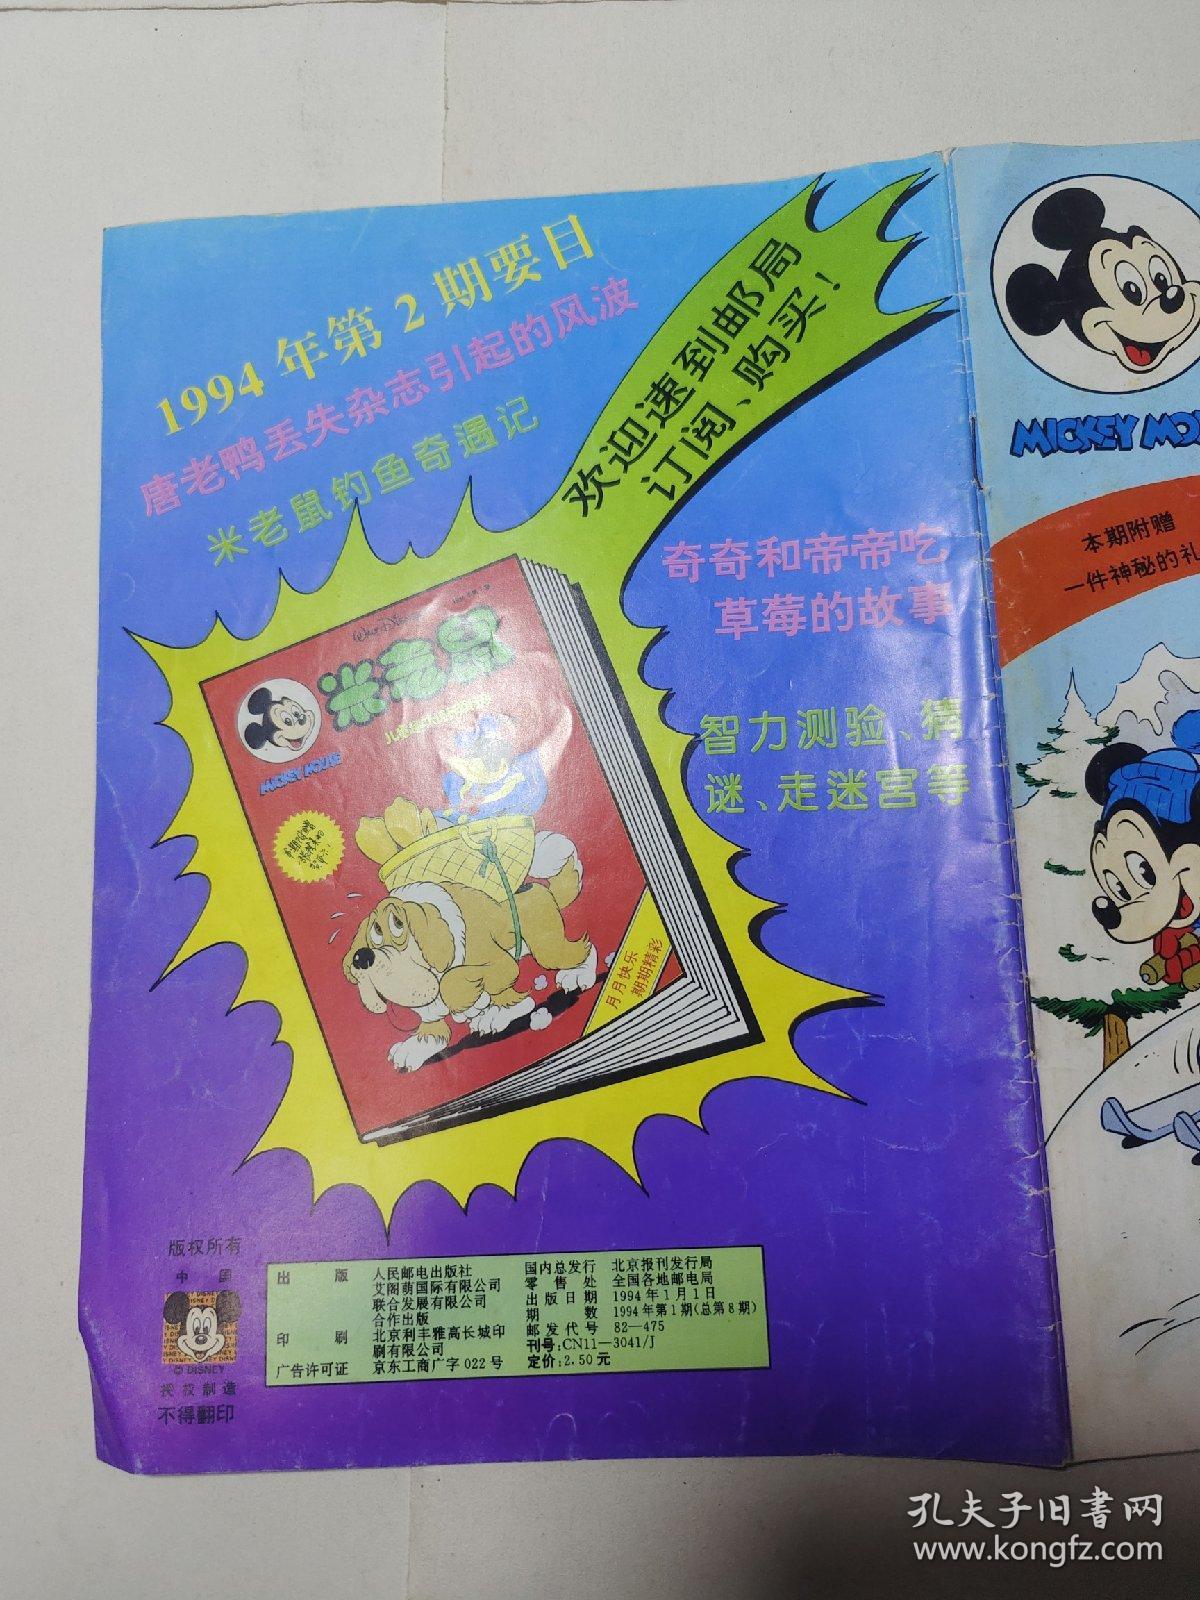 1994年第2期要目
唐老鸭丢失杂志引起的风波
米老鼠钓鱼奇遇记
欢迎速到邮局
订阅、购买！
奇奇和帝帝吃
草莓的故事
智力测验、猜
谜、走迷宫等
米老鼠
MICKEY MOUSE
月月快乐
期期精彩
版权所有
中国
© DISNEY
授权制造
不得翻印
出版 人民邮电出版社
艾阁萌国际有限公司
联合发展有限公司
合作出版
印刷 北京利丰雅高长城印
刷有限公司
广告许可证 京东工商广字022号
国内总发行 北京报刊发行局
零售处 全国各地邮电局
出版日期 1994年1月1日
期数 1994年第1期(总第8期)
邮发代号 82—475
刊号:CN11—3041/J
定价:2.50元
MICKEY MO
本期附赠
一件神秘的礼
孔夫子旧书网
www.kongfz.com